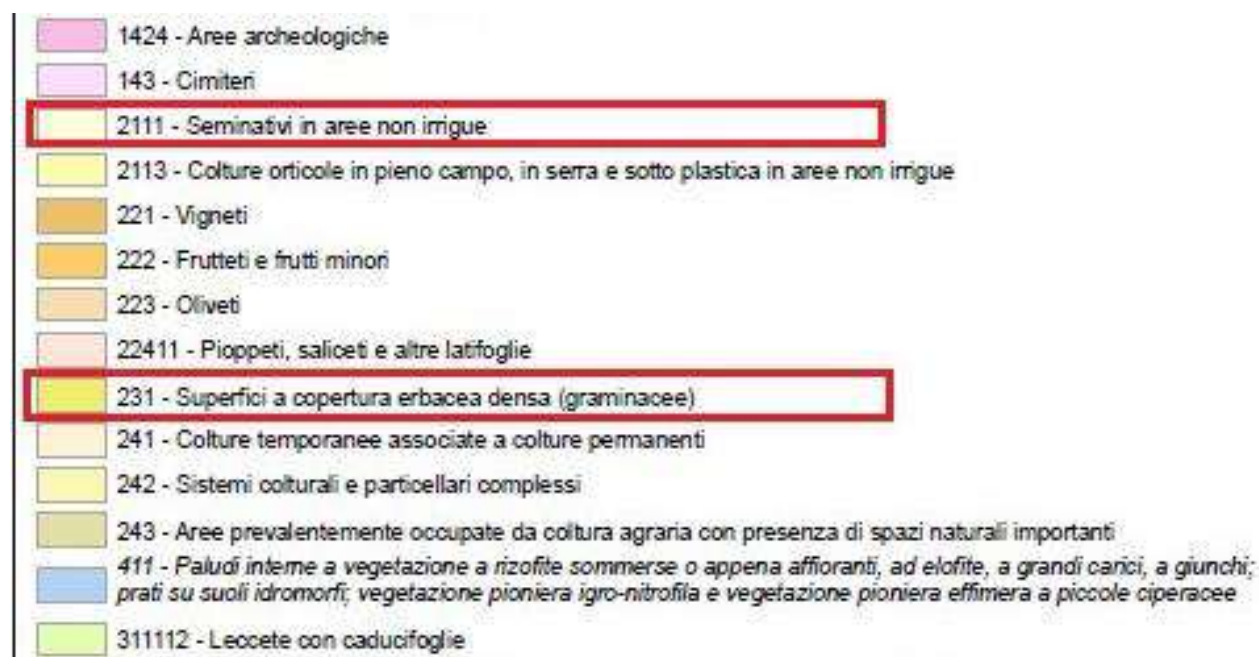 1424 - Aree archeologiche
143 - Cimiteri
2111 - Seminativi in aree non irrigue
2113 - Colture orticole in pieno campo, in serra e sotto plastica in aree non irrigue
221 - Vigneti
222 - Frutteti e frutti minori
223 - Oliveti
22411 - Pioppeti, saliceti e altre latifoglie
231 - Superfici a copertura erbacea densa (graminacee)
241 - Colture temporanee associate a colture permanenti
242 - Sistemi colturali e particellari complessi
243 - Aree prevalentemente occupate da coltura agraria con presenza di spazi naturali importanti
411 - Paludi interne a vegetazione a rizofite sommerse o appena affioranti, ad elofite, a grandi carici, a giunchi;
prati su suoli idromorfi; vegetazione pioniera igro-nitrofila e vegetazione pioniera effimera a piccole ciperacee
311112 - Leccete con caducifoglie